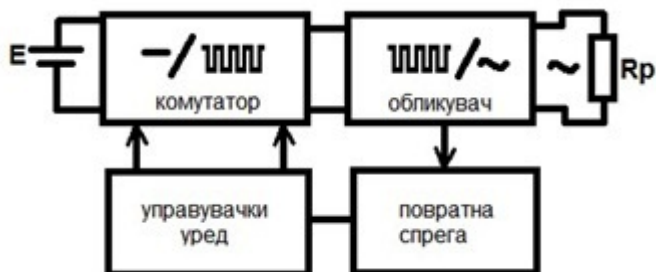 E
комутатор
обликувач
Rp
управувачки
уред
повратна
спрега